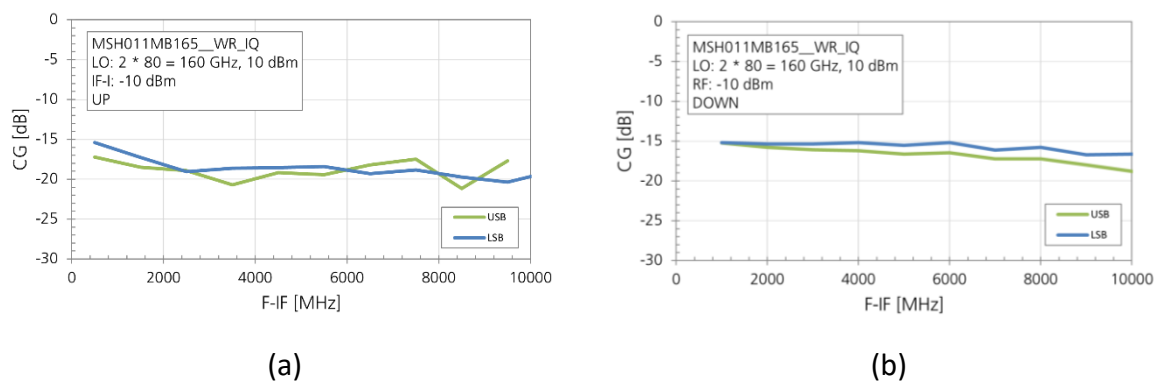 0
-5
-10
-15
-20
-25
-30
CG [dB]
MSH011MB165__WR_IQ
LO: 2 * 80 = 160 GHz, 10 dBm
IF-I: -10 dBm
UP
USB
LSB
0 2000 4000 6000 8000 10000
F-IF [MHz]
(a)
0
-5
-10
-15
-20
-25
-30
CG [dB]
MSH011MB165__WR_IQ
LO: 2 * 80 = 160 GHz, 10 dBm
RF: -10 dBm
DOWN
USB
LSB
0 2000 4000 6000 8000 10000
F-IF [MHz]
(b)